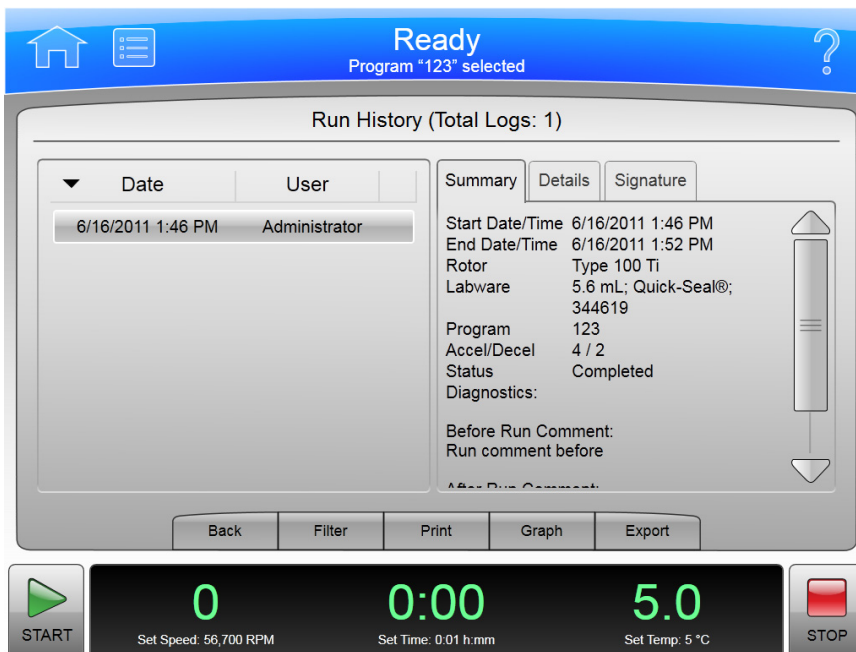 Ready
Program “123” selected
?
Run History (Total Logs: 1)
Date User
6/16/2011 1:46 PM Administrator
Summary Details Signature
Start Date/Time 6/16/2011 1:46 PM
End Date/Time 6/16/2011 1:52 PM
Rotor Type 100 Ti
Labware 5.6 mL; Quick-Seal®;
344619
Program 123
Accel/Decel 4 / 2
Status Completed
Diagnostics:
Before Run Comment:
Run comment before
After Run Comment:
Back Filter Print Graph Export
START
0 0:00 5.0
Set Speed: 56,700 RPM Set Time: 0:01 h:mm Set Temp: 5 °C
STOP